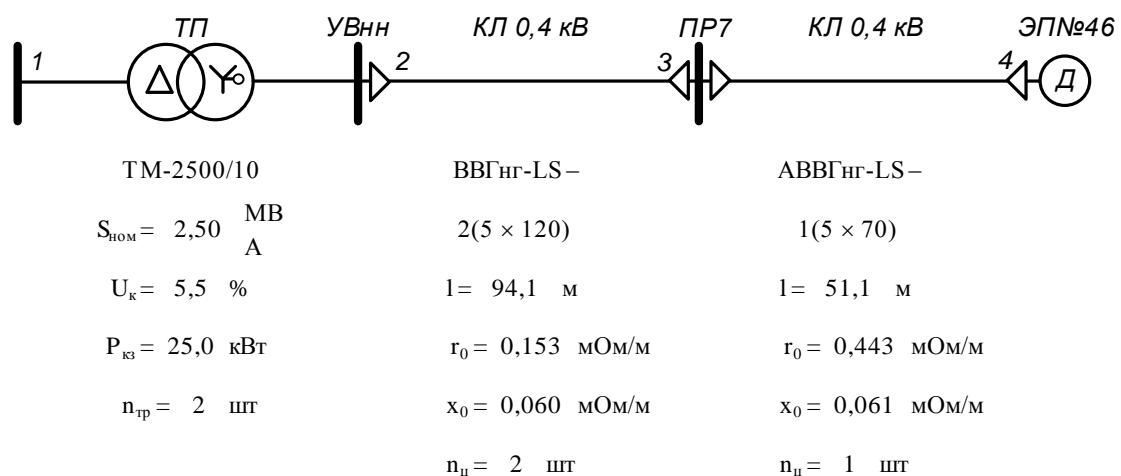 ТП УВнн КЛ 0,4 кВ ПР7 КЛ 0,4 кВ ЭП№46
1 2 3 4 Д
ТМ-2500/10 ВВГнг-LS – АВВГнг-LS –
Sном = 2,50 МВА 2(5 × 120) 1(5 × 70)
Uк = 5,5 % l = 94,1 м l = 51,1 м
Pкз = 25,0 кВт r0 = 0,153 мОм/м r0 = 0,443 мОм/м
nтр = 2 шт x0 = 0,060 мОм/м x0 = 0,061 мОм/м
nц = 2 шт nц = 1 шт